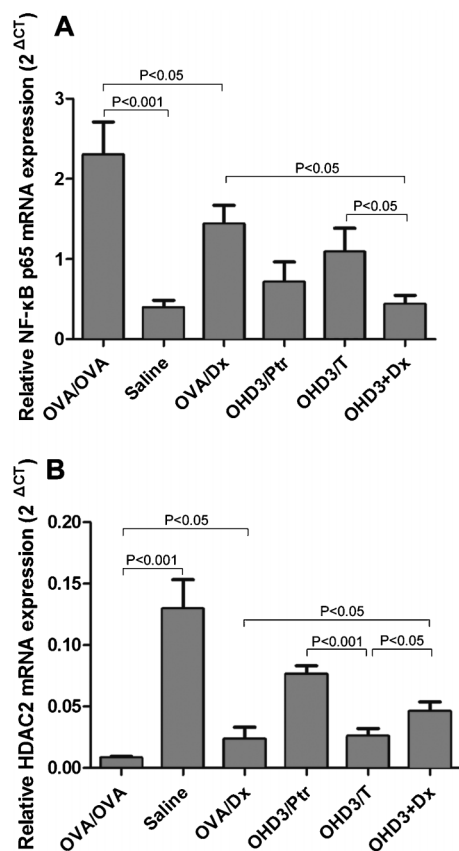 A
Relative NF-κB p65 mRNA expression (2 ΔCT)
P<0.05
P<0.001
P<0.05
P<0.05
3
2
1
0
OVA/OVA
Saline
OVA/Dx
OHD3/Ptr
OHD3/T
OHD3+Dx
B
Relative HDAC2 mRNA expression (2 ΔCT)
P<0.05
P<0.001
P<0.05
P<0.001
P<0.05
0.20
0.15
0.10
0.05
0.00
OVA/OVA
Saline
OVA/Dx
OHD3/Ptr
OHD3/T
OHD3+Dx